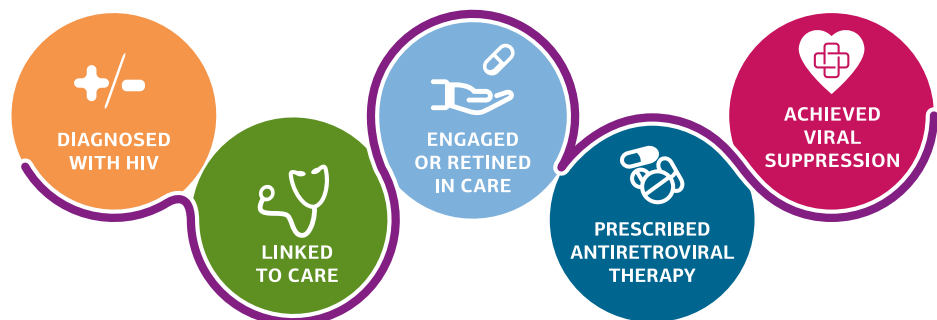 DIAGNOSED
WITH HIV
LINKED
TO CARE
ENGAGED
OR RETINED
IN CARE
PRESCRIBED
ANTIRETROVIRAL
THERAPY
ACHIEVED
VIRAL
SUPPRESSION